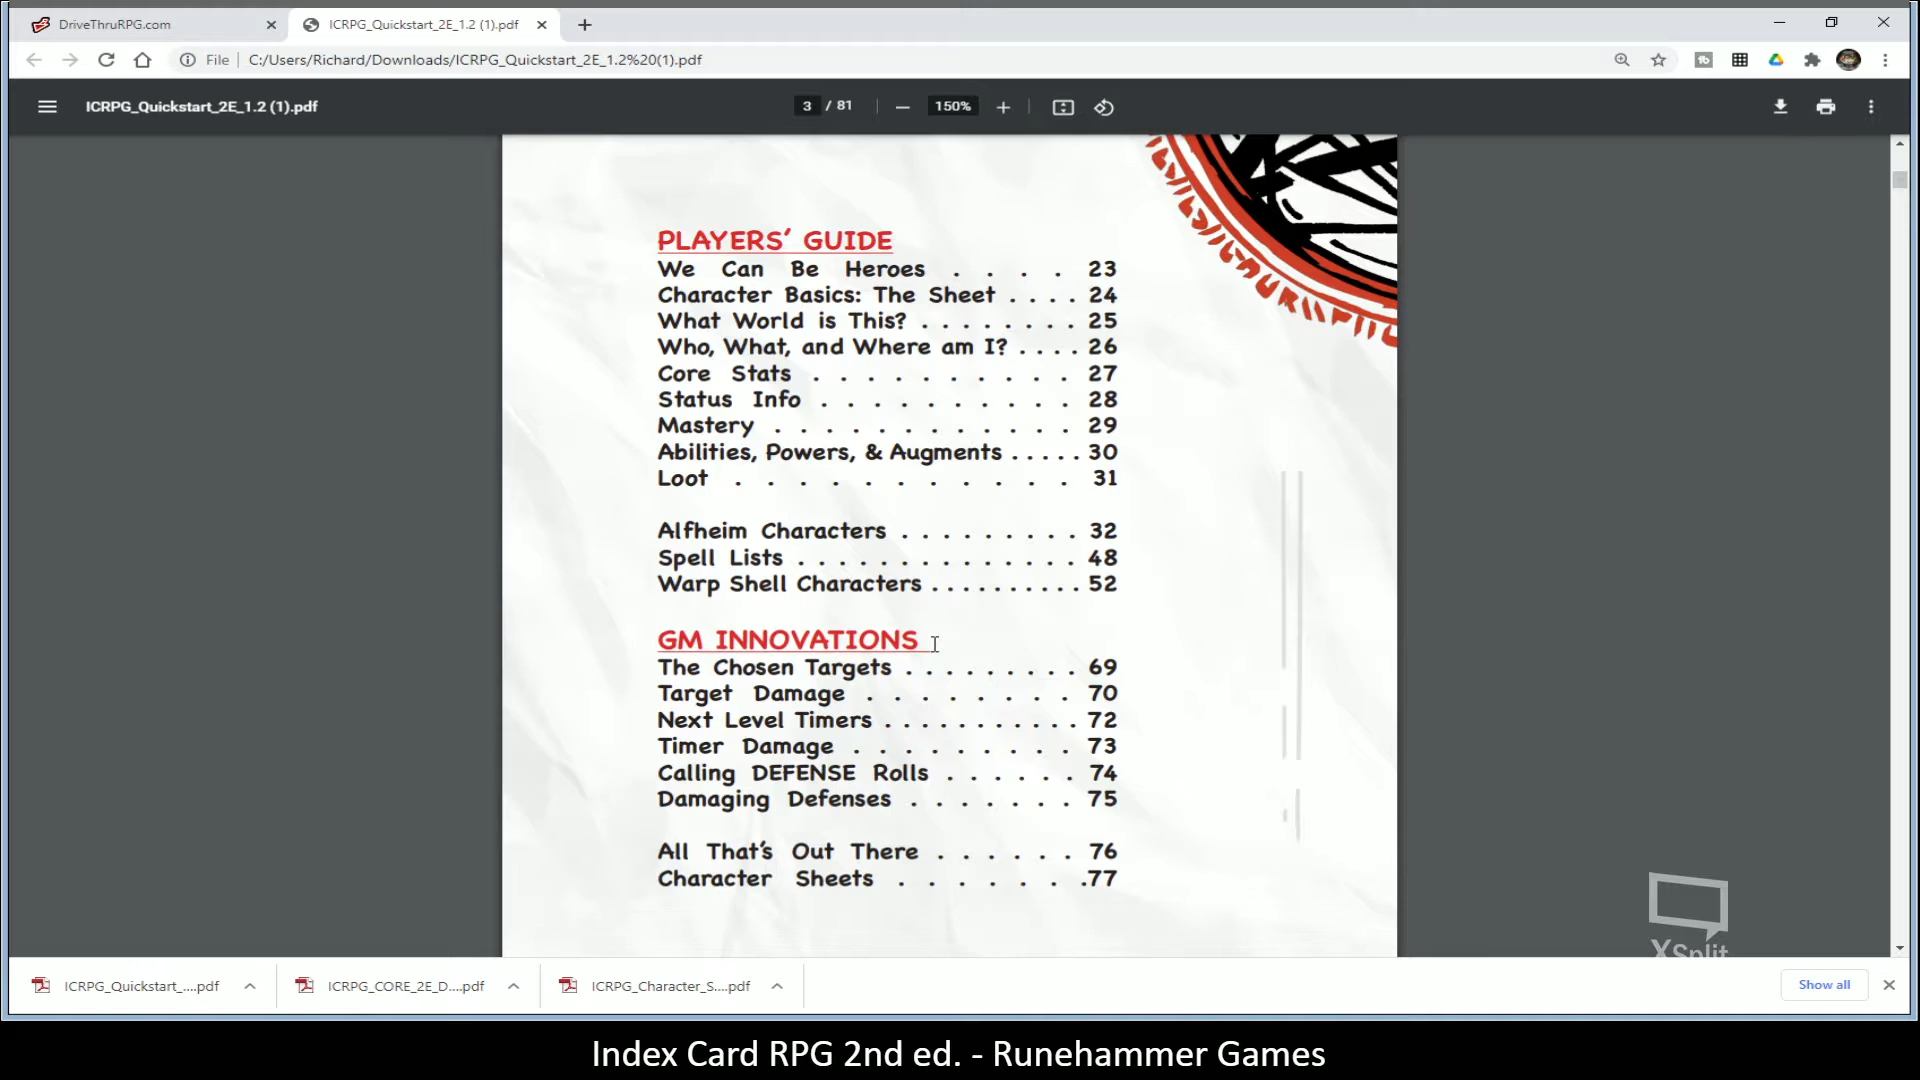 DriveThruRPG.com
ICRPG_Quickstart_2E_1.2 (1).pdf
File
C:/Users/Richard/Downloads/ICRPG_Quickstart_2E_1.2%20(1).pdf
ICRPG_Quickstart_2E_1.2 (1).pdf
3 / 81
150%
PLAYERS' GUIDE
We Can Be Heroes . . . . 23
Character Basics: The Sheet . . . . 24
What World is This? . . . . . . . . 25
Who, What, and Where am I? . . . . 26
Core Stats . . . . . . . . . . 27
Status Info . . . . . . . . . . 28
Mastery . . . . . . . . . . . . 29
Abilities, Powers, & Augments . . . . . 30
Loot . . . . . . . . . . . 31
Alfheim Characters . . . . . . . . . 32
Spell Lists . . . . . . . . . . . . . . 48
Warp Shell Characters . . . . . . . . . . 52
GM INNOVATIONS
The Chosen Targets . . . . . . . . . 69
Target Damage . . . . . . . . 70
Next Level Timers . . . . . . . . . . . 72
Timer Damage . . . . . . . . . 73
Calling DEFENSE Rolls . . . . . . 74
Damaging Defenses . . . . . . . 75
All That's Out There . . . . . . 76
Character Sheets . . . . . . .77
XSplit
ICRPG_Quickstart_....pdf
ICRPG_CORE_2E_D....pdf
ICRPG_Character_S....pdf
Show all
Index Card RPG 2nd ed. - Runehammer Games